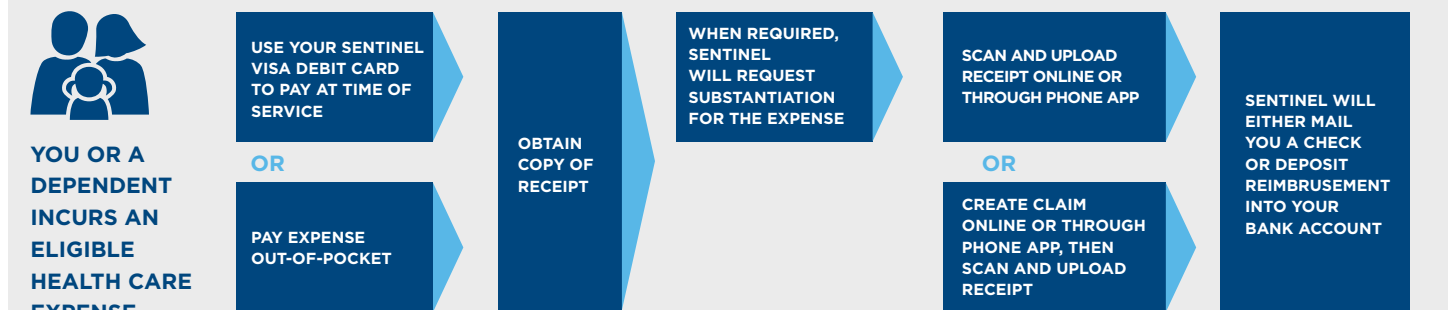 YOU OR A
DEPENDENT
INCURS AN
ELIGIBLE
HEALTH CARE
EXPENSE
USE YOUR SENTINEL
VISA DEBIT CARD
TO PAY AT TIME OF
SERVICE
OR
PAY EXPENSE
OUT-OF-POCKET
OBTAIN
COPY OF
RECEIPT
WHEN REQUIRED,
SENTINEL
WILL REQUEST
SUBSTANTIATION
FOR THE EXPENSE
SCAN AND UPLOAD
RECEIPT ONLINE OR
THROUGH PHONE APP
OR
CREATE CLAIM
ONLINE OR THROUGH
PHONE APP, THEN
SCAN AND UPLOAD
RECEIPT
SENTINEL WILL
EITHER MAIL
YOU A CHECK
OR DEPOSIT
REIMBRUSEMENT
INTO YOUR
BANK ACCOUNT